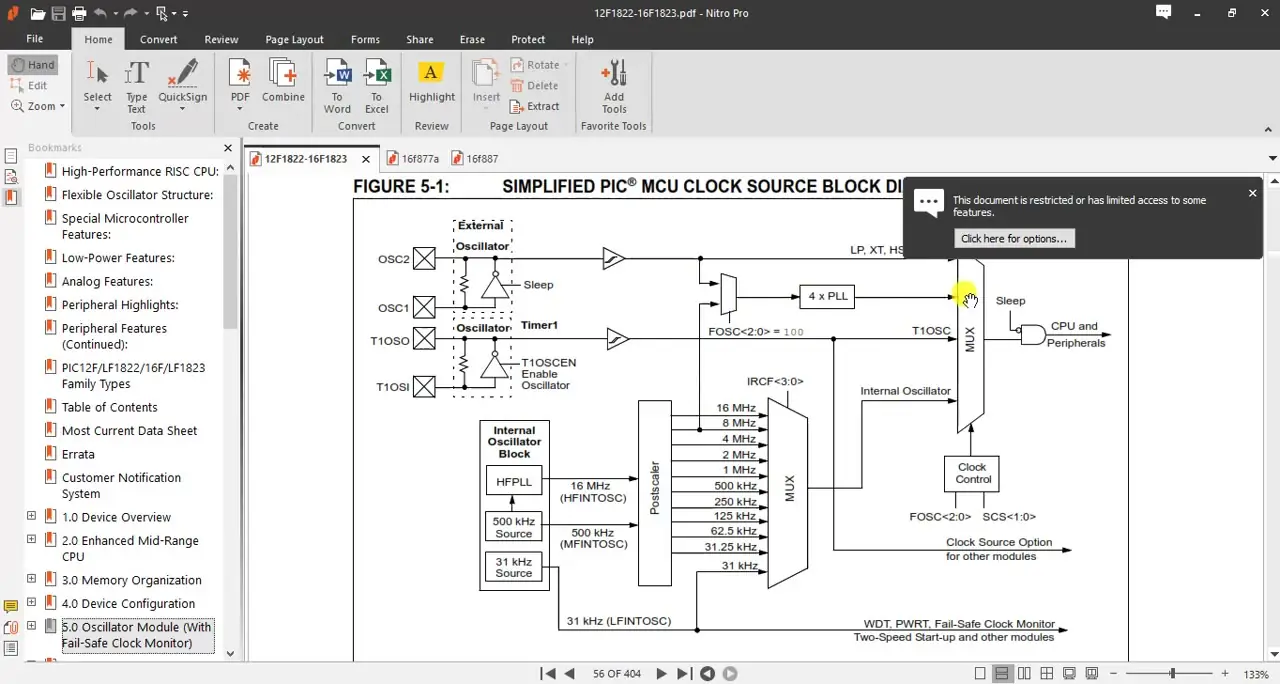 12F1822-16F1823.pdf - Nitro Pro
File
Home
Convert
Review
Page Layout
Forms
Share
Erase
Protect
Help
Hand
Edit
Zoom
Select
Type
Text
QuickSign
Tools
PDF
Combine
Create
To
Word
To
Excel
Convert
Highlight
Review
Insert
Rotate
Delete
Extract
Page Layout
Add
Tools
Favorite Tools
Bookmarks
High-Performance RISC CPU:
Flexible Oscillator Structure:
Special Microcontroller
Features:
Low-Power Features:
Analog Features:
Peripheral Highlights:
Peripheral Features
(Continued):
PIC12F/LF1822/16F/LF1823
Family Types
Table of Contents
Most Current Data Sheet
Errata
Customer Notification
System
1.0 Device Overview
2.0 Enhanced Mid-Range
CPU
3.0 Memory Organization
4.0 Device Configuration
5.0 Oscillator Module (With
Fail-Safe Clock Monitor)
12F1822-16F1823
16f877a
16f887
FIGURE 5-1: SIMPLIFIED PIC® MCU CLOCK SOURCE BLOCK DI
This document is restricted or has limited access to some
features.
Click here for options...
External
Oscillator
OSC2
Sleep
OSC1
LP, XT, HS
4 x PLL
FOSC<2:0> = 100
Oscillator
Timer1
T1OSO
T1OSCEN
Enable
Oscillator
T1OSI
T1OSC
MUX
Sleep
CPU and
Peripherals
IRCF<3:0>
Internal Oscillator
Internal
Oscillator
Block
HFPLL
500 kHz
Source
31 kHz
Source
16 MHz
(HFINTOSC)
500 kHz
(MFINTOSC)
Postscaler
16 MHz
8 MHz
4 MHz
2 MHz
1 MHz
500 kHz
250 kHz
125 kHz
62.5 kHz
31.25 kHz
31 kHz
MUX
Clock
Control
FOSC<2:0> SCS<1:0>
Clock Source Option
for other modules
31 kHz (LFINTOSC)
WDT, PWRT, Fail-Safe Clock Monitor
Two-Speed Start-up and other modules
56 OF 404
133%